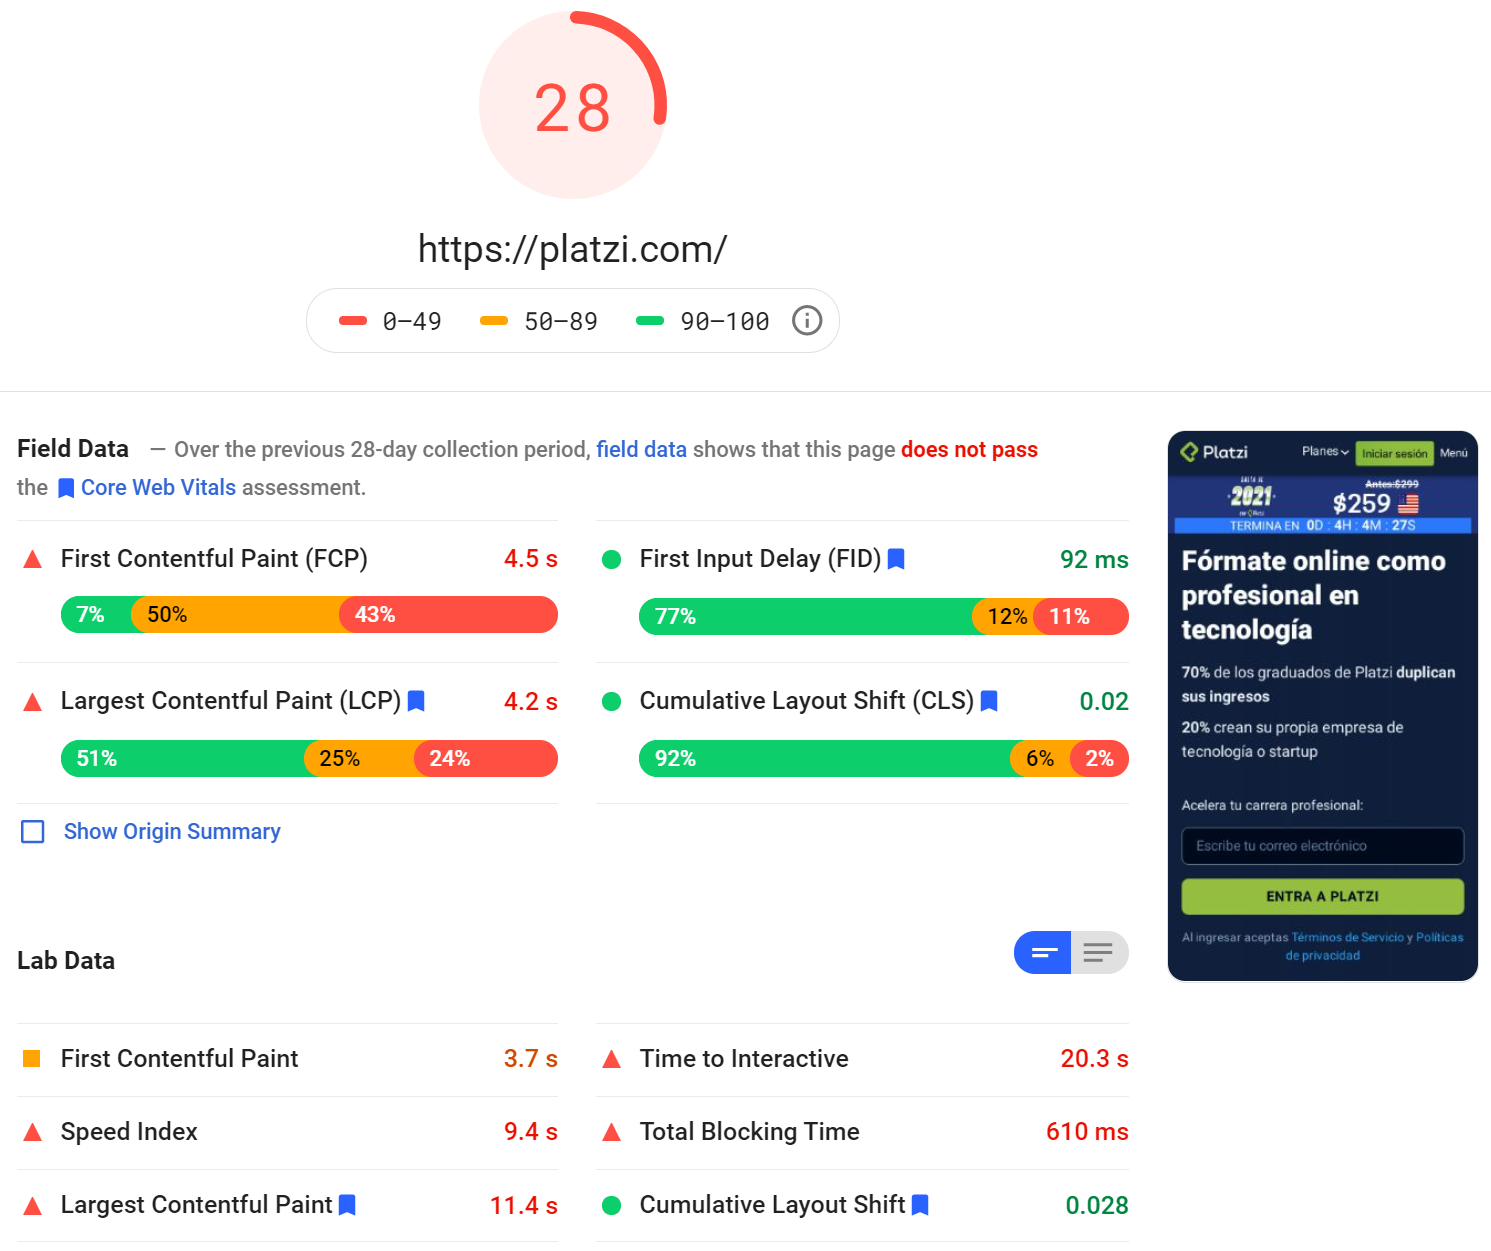 28
https://platzi.com/
0–49 50–89 90–100
Field Data — Over the previous 28-day collection period, field data shows that this page does not pass
the Core Web Vitals assessment.
First Contentful Paint (FCP) 4.5 s
7% 50% 43%
First Input Delay (FID) 92 ms
77% 12% 11%
Largest Contentful Paint (LCP) 4.2 s
51% 25% 24%
Cumulative Layout Shift (CLS) 0.02
92% 6% 2%
Show Origin Summary
Lab Data
First Contentful Paint 3.7 s
Time to Interactive 20.3 s
Speed Index 9.4 s
Total Blocking Time 610 ms
Largest Contentful Paint 11.4 s
Cumulative Layout Shift 0.028
Platzi Planes Iniciar sesión Menú
2021
Antes:$299
$259
TERMINA EN 0D : 4H : 4M : 27S
Fórmate online como
profesional en
tecnología
70% de los graduados de Platzi duplican
sus ingresos
20% crean su propia empresa de
tecnología o startup
Acelera tu carrera profesional:
Escribe tu correo electrónico
ENTRA A PLATZI
Al ingresar aceptas Términos de Servicio y Políticas
de privacidad